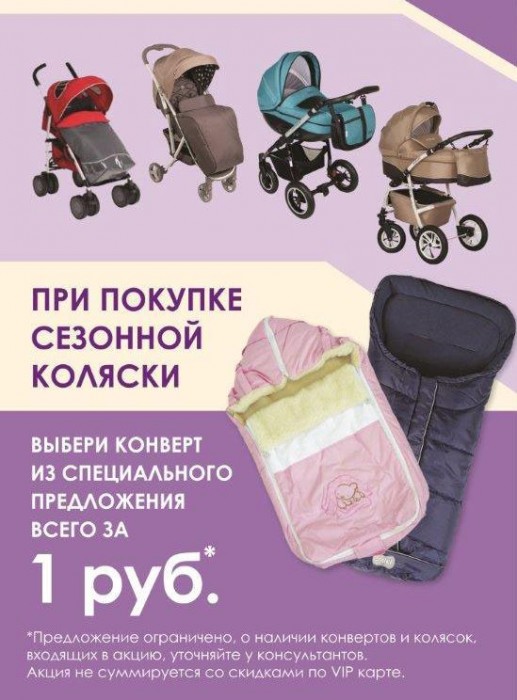 ПРИ ПОКУПКЕ
СЕЗОННОЙ
КОЛЯСКИ
ВЫБЕРИ КОНВЕРТ
ИЗ СПЕЦИАЛЬНОГО
ПРЕДЛОЖЕНИЯ
ВСЕГО ЗА
1 руб.*
*Предложение ограничено, о наличии конвертов и колясок,
входящих в акцию, уточняйте у консультантов.
Акция не суммируется со скидками по VIP карте.